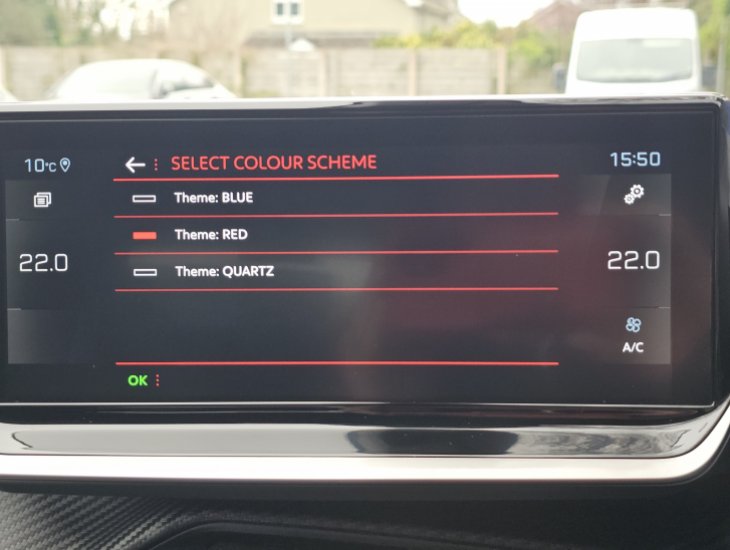 10°C
SELECT COLOUR SCHEME
15:50
Theme: BLUE
Theme: RED
22.0
22.0
Theme: QUARTZ
A/C
OK